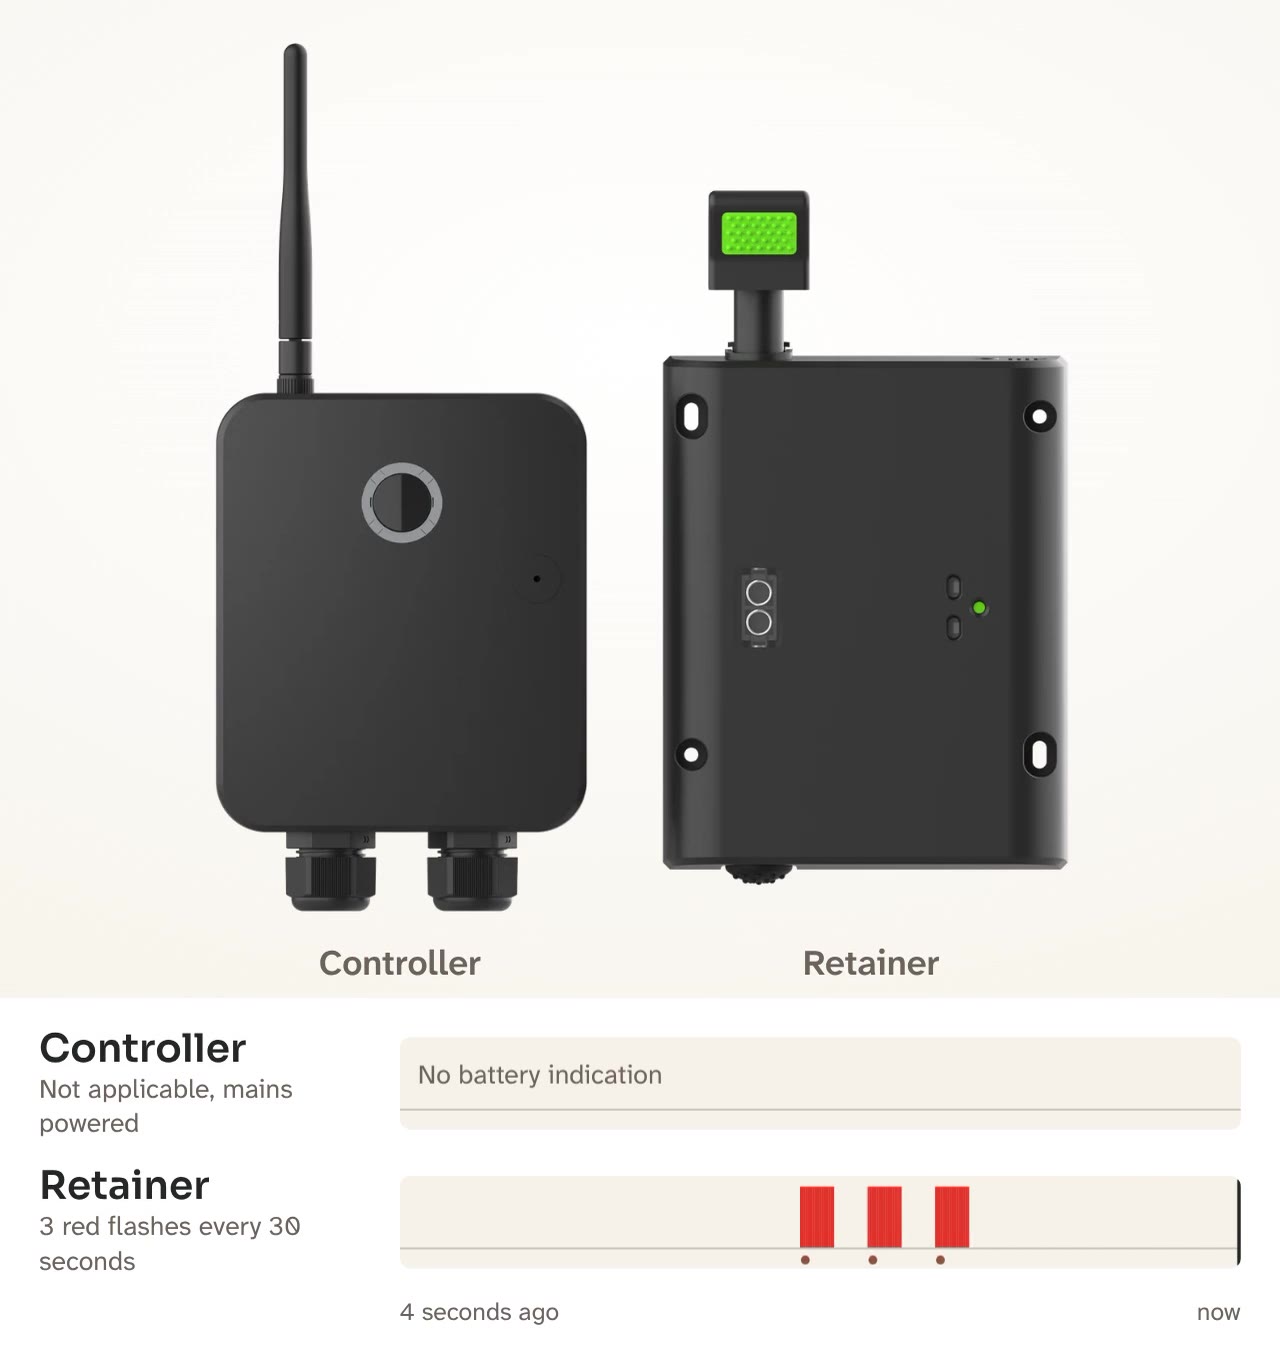 Controller
Retainer
Controller
Not applicable, mains
powered
No battery indication
Retainer
3 red flashes every 30
seconds
4 seconds ago
now